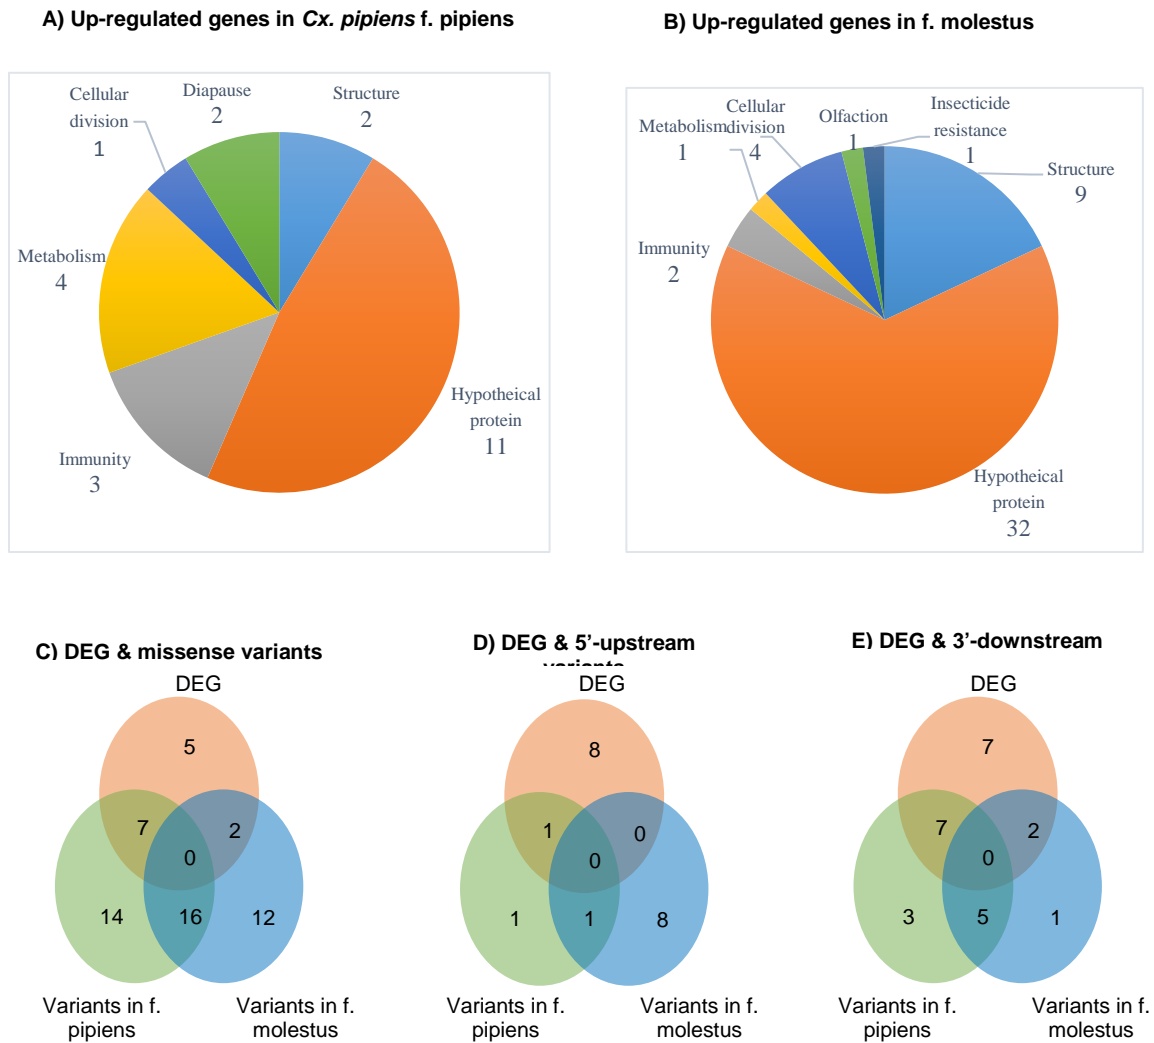 A) Up-regulated genes in Cx. pipiens f. pipiens
Diapause
2
Structure
2
Cellular
division
1
Metabolism
4
Hypotheical
protein
11
Immunity
3
B) Up-regulated genes in f. molestus
Cellular
division
4
Olfaction
1
Insecticide
resistance
1
Metabolism
1
Structure
9
Immunity
2
Hypotheical
protein
32
C) DEG & missense variants
DEG
5
7
2
0
14
16
12
Variants in f.
pipiens
Variants in f.
molestus
D) DEG & 5’-upstream
variants
DEG
8
1
0
0
1
1
8
Variants in f.
pipiens
Variants in f.
molestus
E) DEG & 3’-downstream
DEG
7
7
2
0
3
5
1
Variants in f.
pipiens
Variants in f.
molestus